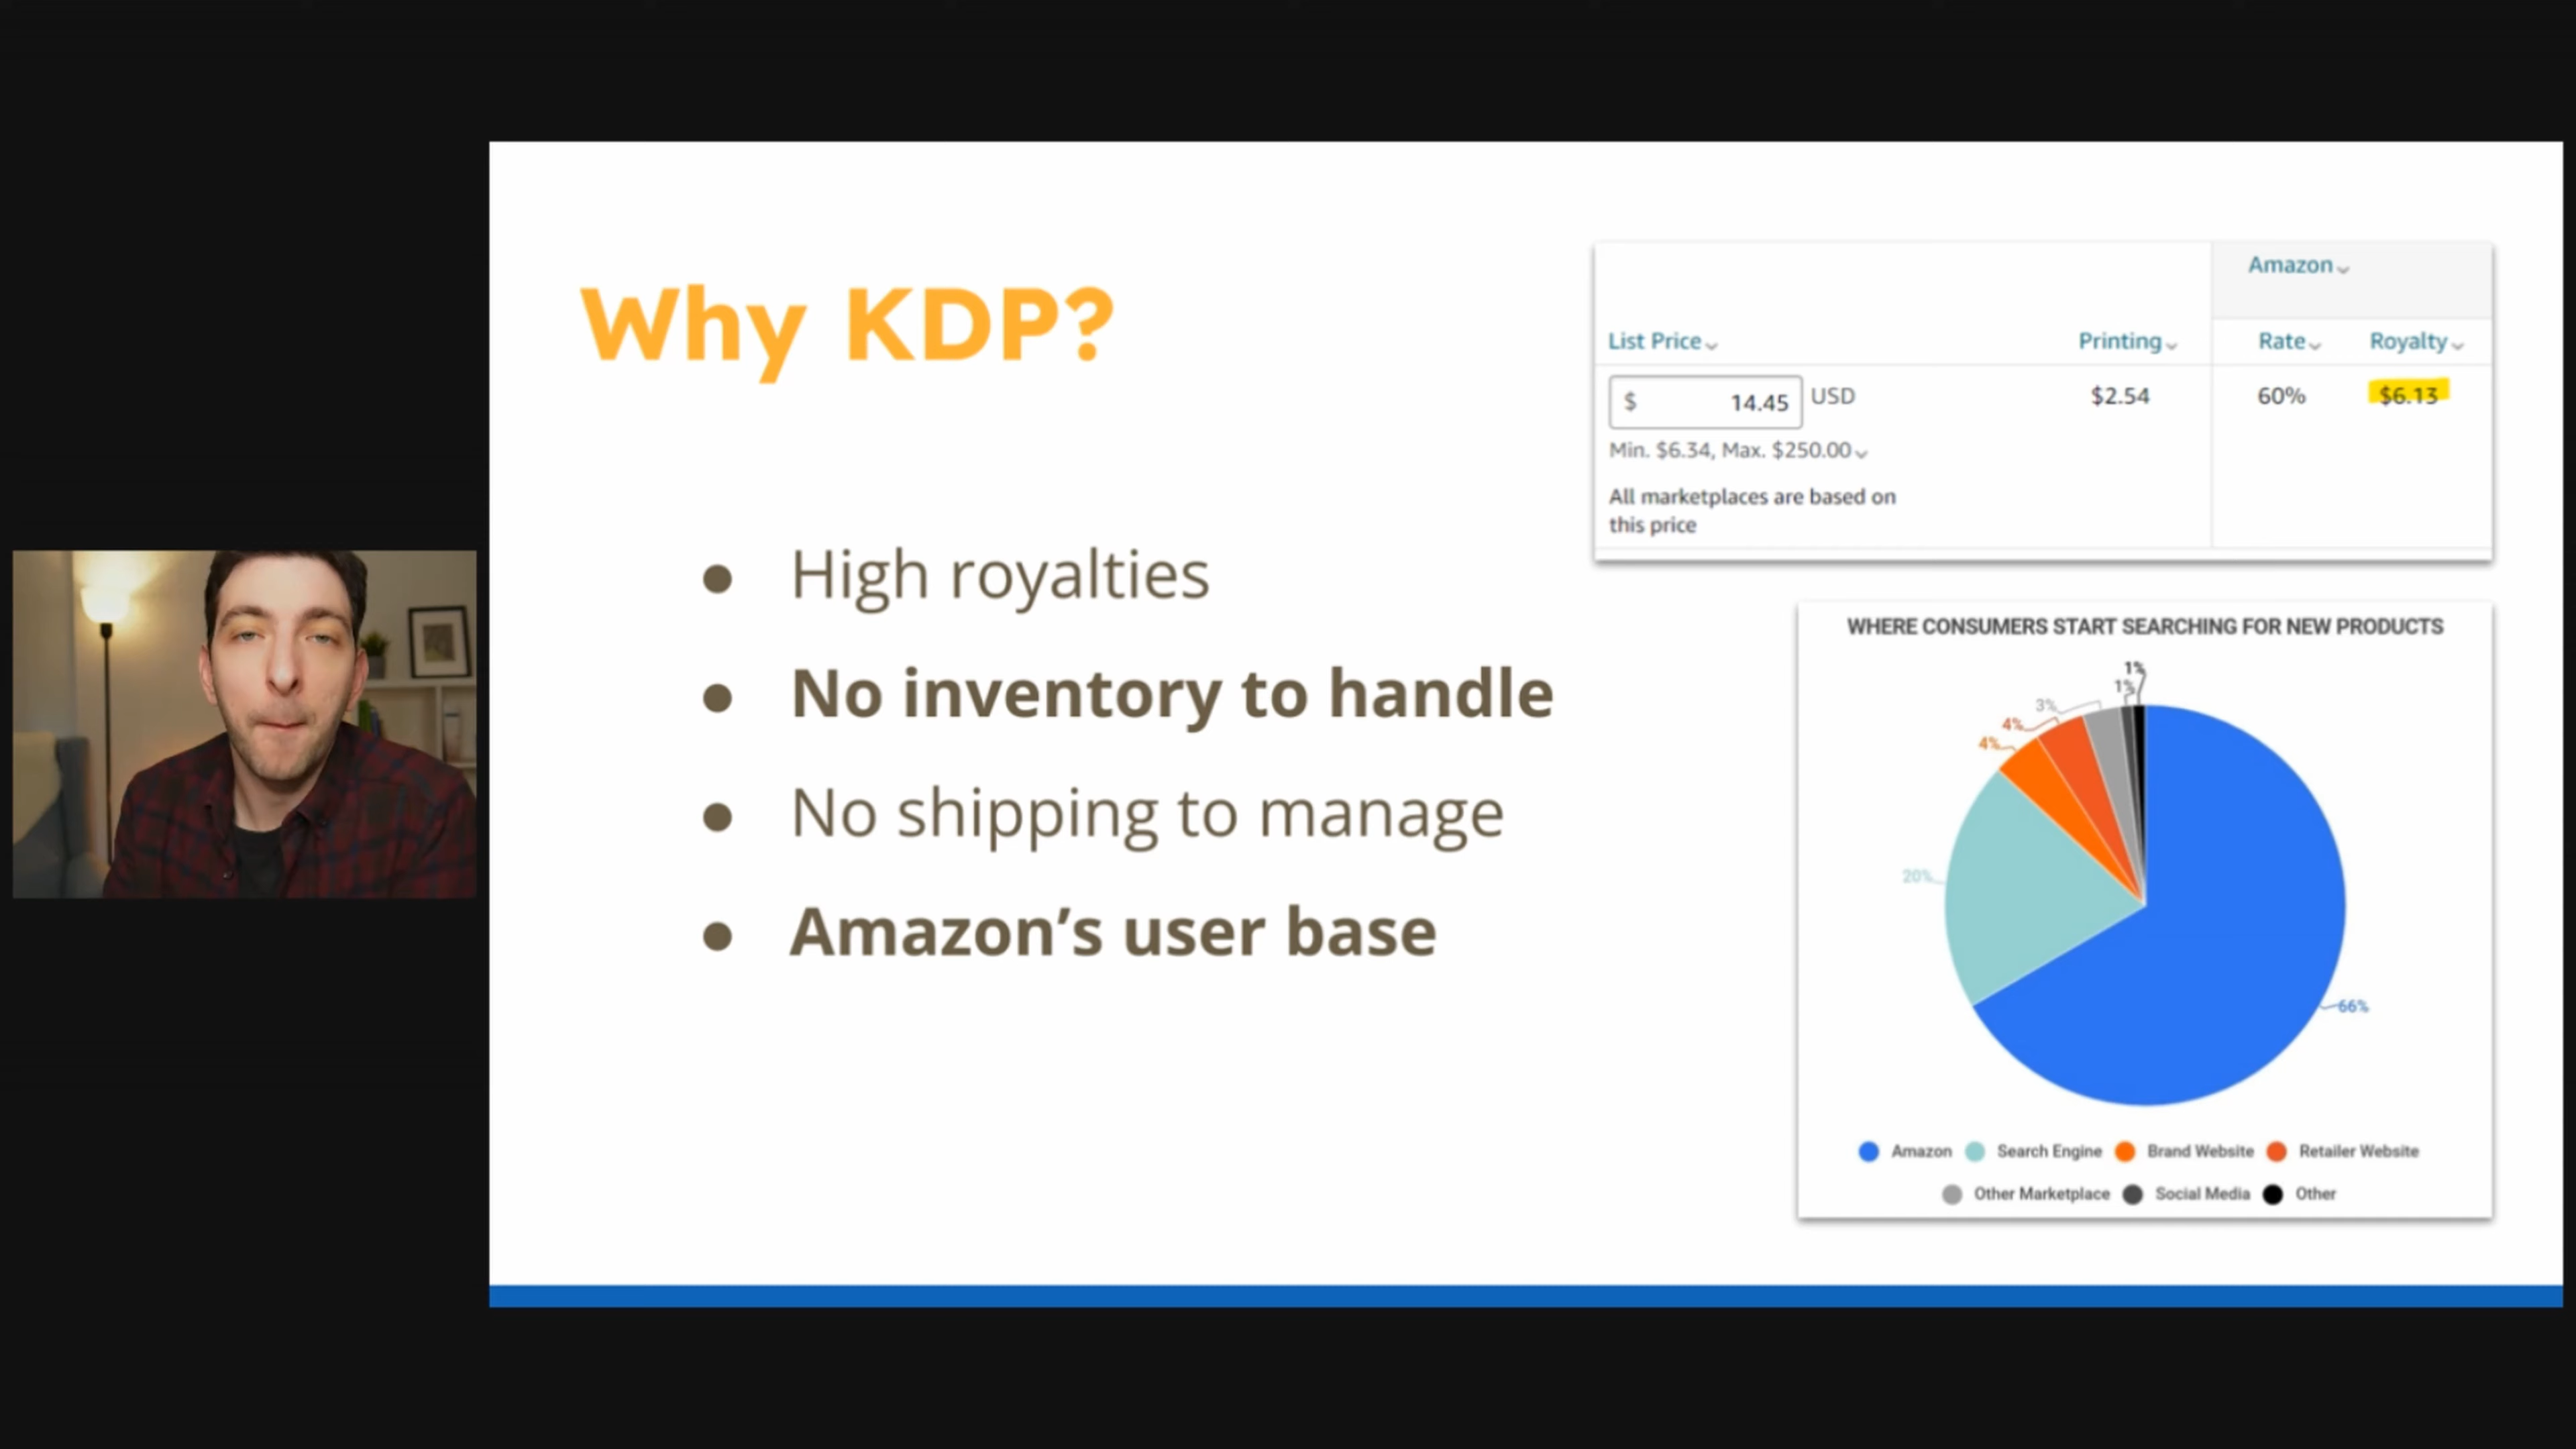 Why KDP?
● High royalties
● No inventory to handle
● No shipping to manage
● Amazon’s user base
Amazon
List Price Printing Rate Royalty
$ 14.45 USD $2.54 60% $6.13
Min. $6.34, Max. $250.00
All marketplaces are based on
this price
WHERE CONSUMERS START SEARCHING FOR NEW PRODUCTS
1%
1%
3%
4%
4%
20%
66%
Amazon Search Engine Brand Website Retailer Website
Other Marketplace Social Media Other